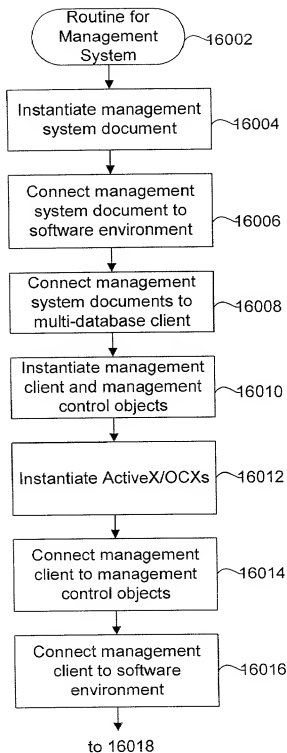 Routine for
Management
System
16002
Instantiate management
system document
16004
Connect management
system document to
software environment
16006
Connect management
system documents to
multi-database client
16008
Instantiate management
client and management
control objects
16010
Instantiate ActiveX/OCXs
16012
Connect management
client to management
control objects
16014
Connect management
client to software
environment
16016
to 16018